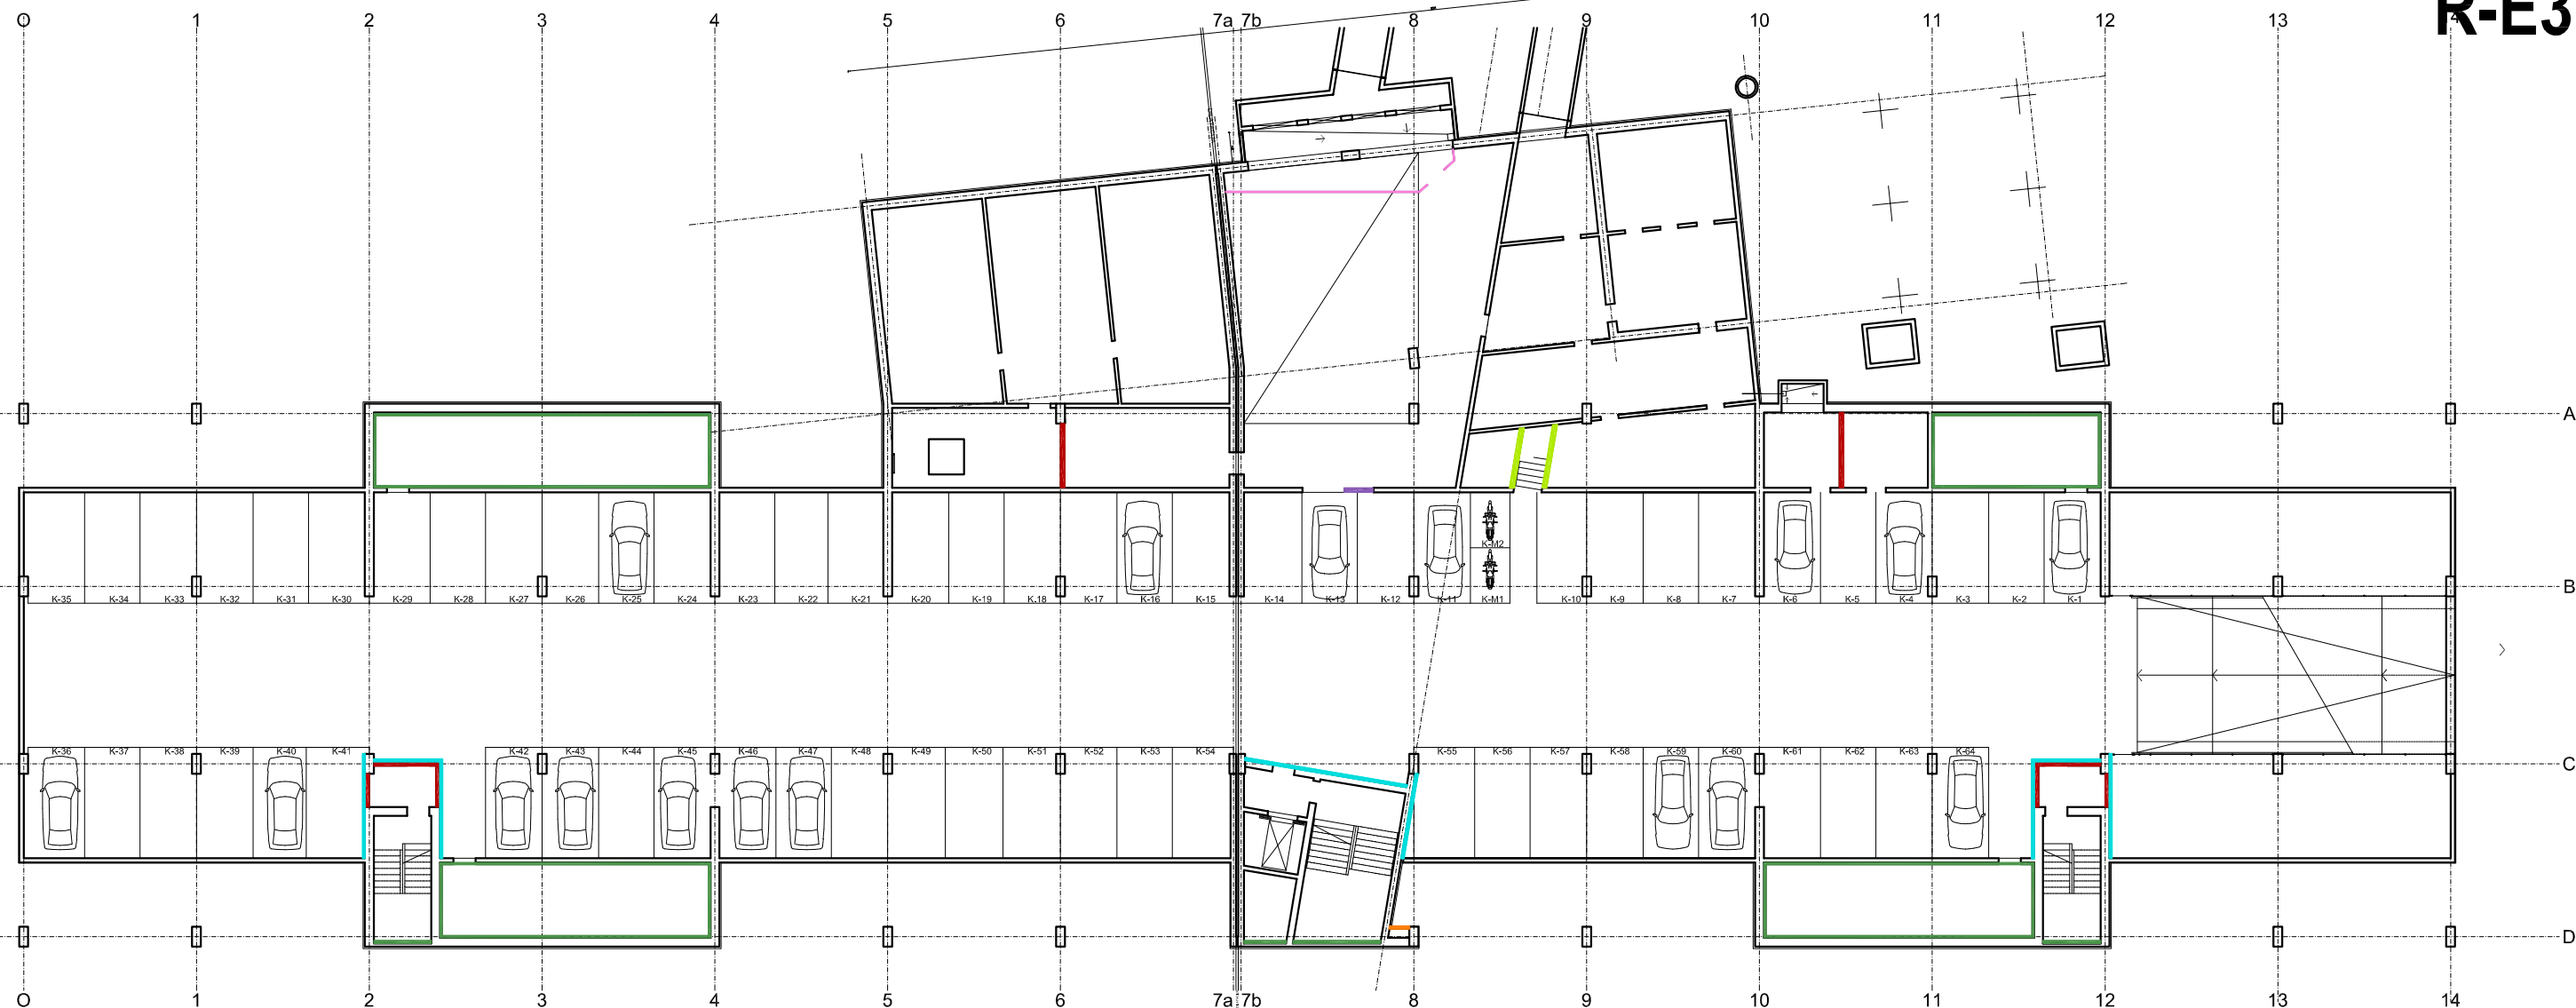 R-E3
O 1 2 3 4 5 6 7a 7b 8 9 10 11 12 13 14
A
K-M2
B
K-35 K-34 K-33 K-32 K-31 K-30 K-29 K-28 K-27 K-26 K-25 K-24 K-23 K-22 K-21 K-20 K-19 K-18 K-17 K-16 K-15 K-14 K-13 K-12 K-11 K-M1 K-10 K-9 K-8 K-7 K-6 K-5 K-4 K-3 K-2 K-1
K-36 K-37 K-38 K-39 K-40 K-41 K-42 K-43 K-44 K-45 K-46 K-47 K-48 K-49 K-50 K-51 K-52 K-53 K-54 K-55 K-56 K-57 K-58 K-59 K-60 K-61 K-62 K-63 K-64
C
D
O 1 2 3 4 5 6 7a 7b 8 9 10 11 12 13 14